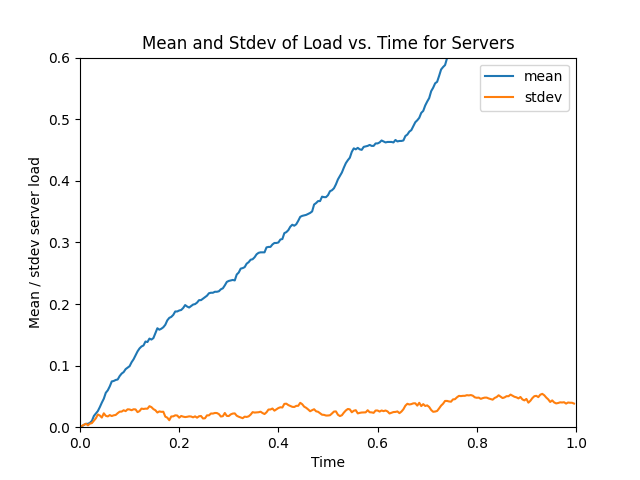 Mean and Stdev of Load vs. Time for Servers
mean
stdev
Mean / stdev server load
0.6
0.5
0.4
0.3
0.2
0.1
0.0
0.0 0.2 0.4 0.6 0.8 1.0
Time